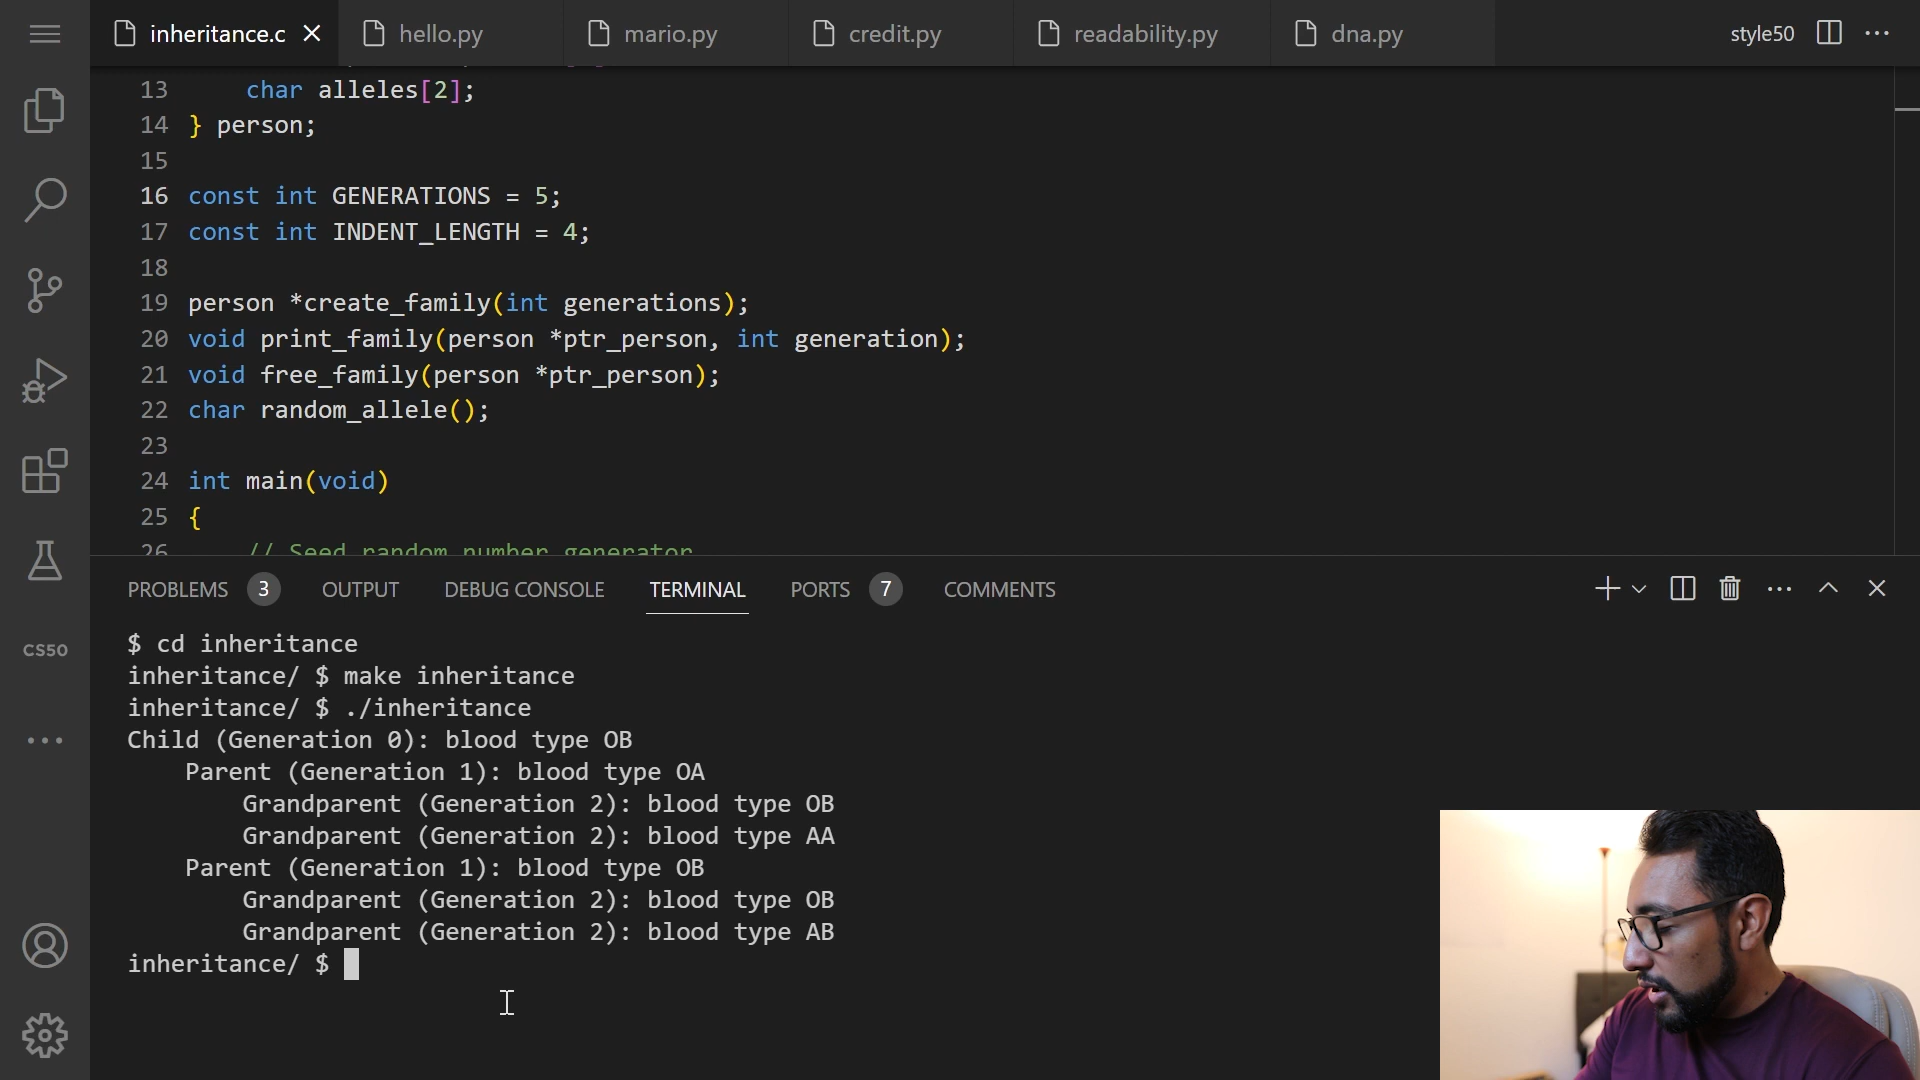 inheritance.c
hello.py
mario.py
credit.py
readability.py
dna.py
style50
13 char alleles[2];
14 } person;
15
16 const int GENERATIONS = 5;
17 const int INDENT_LENGTH = 4;
18
19 person *create_family(int generations);
20 void print_family(person *ptr_person, int generation);
21 void free_family(person *ptr_person);
22 char random_allele();
23
24 int main(void)
25 {
26 // Seed random number generator
CS50
PROBLEMS 3 OUTPUT DEBUG CONSOLE TERMINAL PORTS 7 COMMENTS
$ cd inheritance
inheritance/ $ make inheritance
inheritance/ $ ./inheritance
Child (Generation 0): blood type OB
Parent (Generation 1): blood type OA
Grandparent (Generation 2): blood type OB
Grandparent (Generation 2): blood type AA
Parent (Generation 1): blood type OB
Grandparent (Generation 2): blood type OB
Grandparent (Generation 2): blood type AB
inheritance/ $